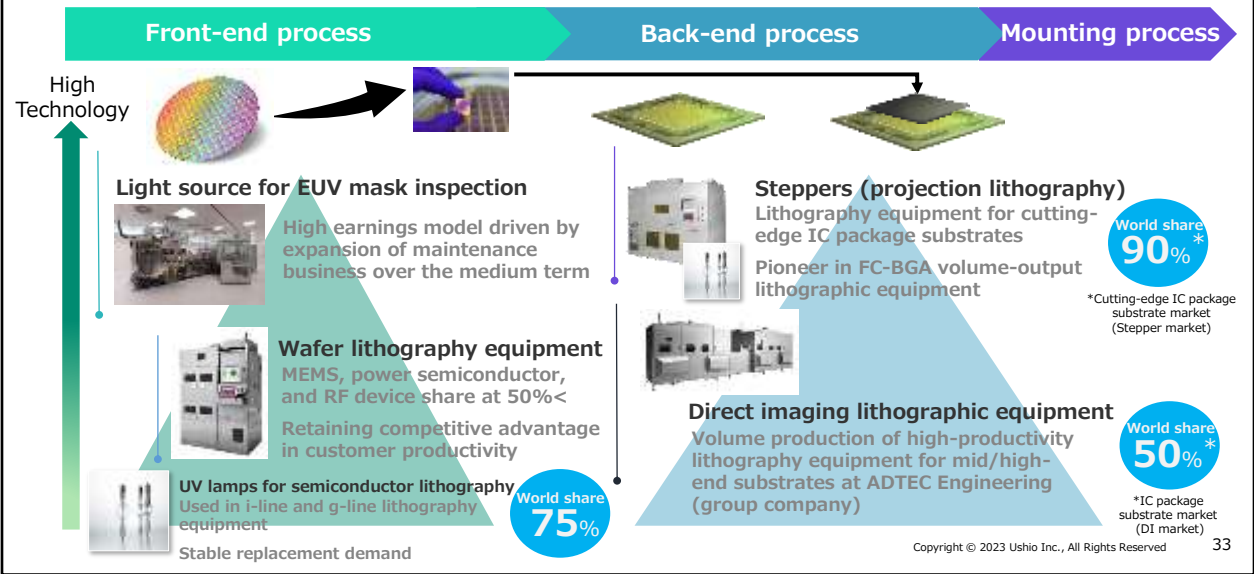 Front-end process
Back-end process
Mounting process
High
Technology
Light source for EUV mask inspection
High earnings model driven by
expansion of maintenance
business over the medium term
Wafer lithography equipment
MEMS, power semiconductor,
and RF device share at 50%<
Retaining competitive advantage
in customer productivity
UV lamps for semiconductor lithography
Used in i-line and g-line lithography
equipment
Stable replacement demand
World share
75%
Steppers (projection lithography)
Lithography equipment for cutting-
edge IC package substrates
Pioneer in FC-BGA volume-output
lithographic equipment
World share
90%*
*Cutting-edge IC package
substrate market
(Stepper market)
Direct imaging lithographic equipment
Volume production of high-productivity
lithography equipment for mid/high-
end substrates at ADTEC Engineering
(group company)
World share
50%*
*IC package
substrate market
(DI market)
Copyright © 2023 Ushio Inc., All Rights Reserved
33